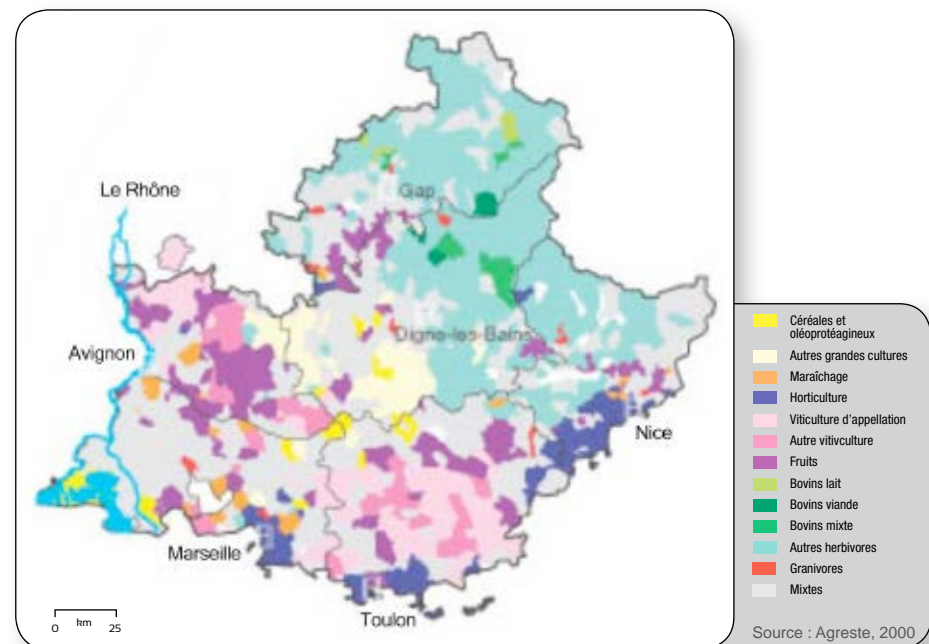 Le Rhône
Gap
Digne-les-Bains
Avignon
Nice
Marseille
Toulon
km
0 25
Céréales et
oléoprotéagineux
Autres grandes cultures
Maraîchage
Horticulture
Viticulture d'appellation
Autre vitivculture
Fruits
Bovins lait
Bovins viande
Bovins mixte
Autres herbivores
Granivores
Mixtes
Source : Agreste, 2000